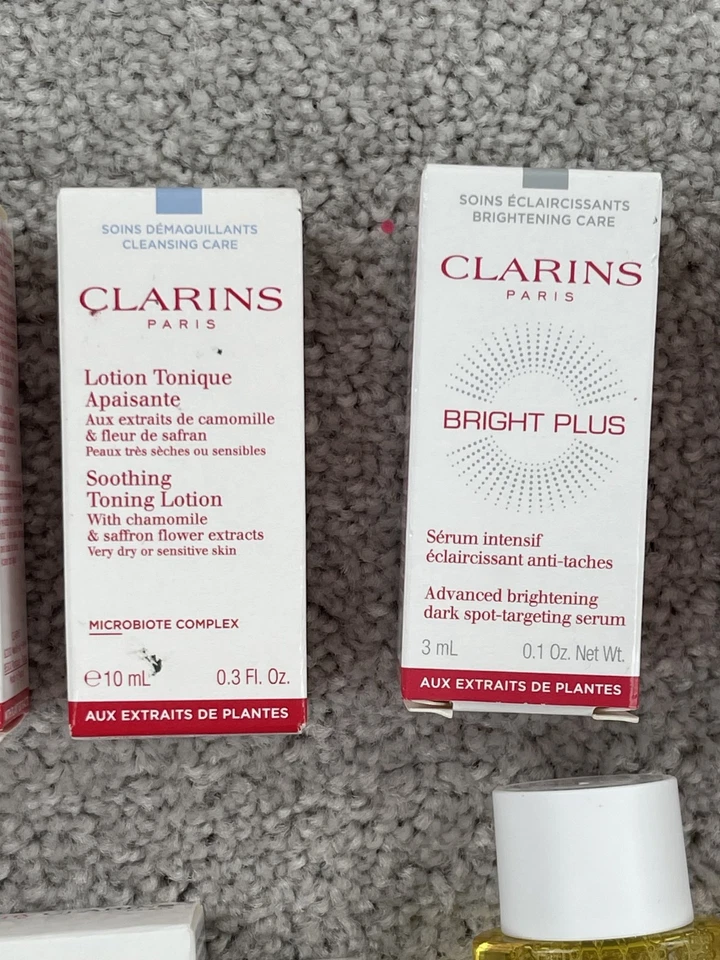 SOINS DÉMAQUILLANTS
CLEANSING CARE
CLARINS
PARIS
Lotion Tonique
Apaisante
Aux extraits de camomille
& fleur de safran
Peaux très sèches ou sensibles
Soothing
Toning Lotion
With chamomile
& saffron flower extracts
Very dry or sensitive skin
MICROBIOTE COMPLEX
℮10 mL 0.3 Fl. Oz.
AUX EXTRAITS DE PLANTES
SOINS ÉCLAIRCISSANTS
BRIGHTENING CARE
CLARINS
PARIS
BRIGHT PLUS
Sérum intensif
éclaircissant anti-taches
Advanced brightening
dark spot-targeting serum
3 mL 0.1 Oz. Net Wt.
AUX EXTRAITS DE PLANTES